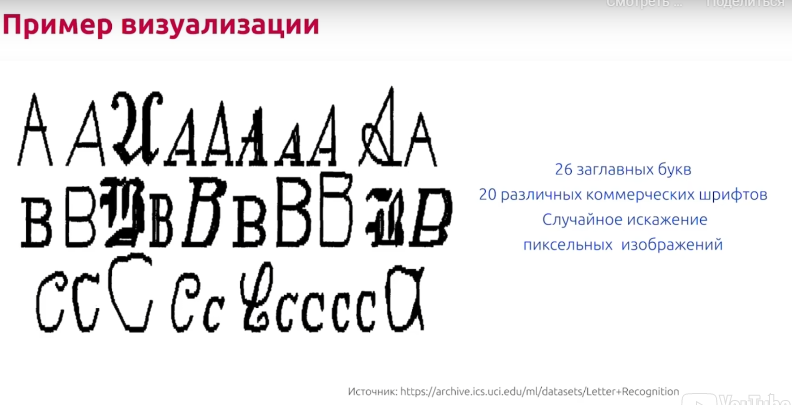 Смотреть ... Поделиться
Пример визуализации
A A A A A A A A A A A
B B B B B B B B B B
C C C C C C C C C C C
26 заглавных букв
20 различных коммерческих шрифтов
Случайное искажение
пиксельных изображений
Источник: https://archive.ics.uci.edu/ml/datasets/Letter+Recognition
YouTube